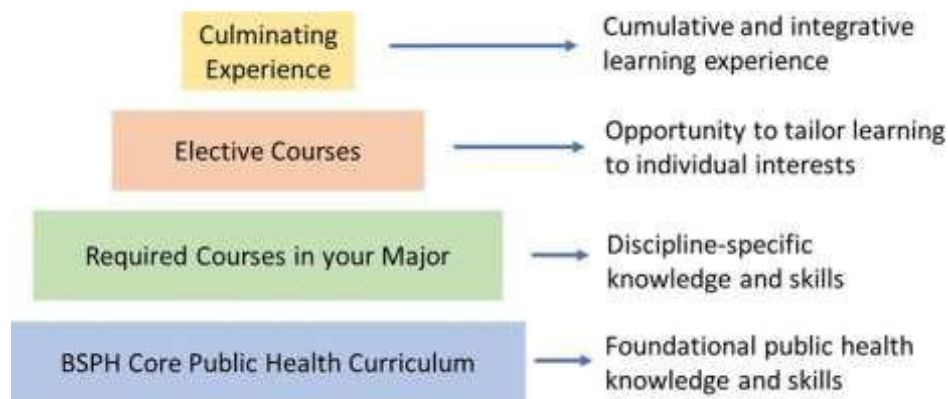 Culminating
Experience
Cumulative and integrative
learning experience
Elective Courses
Opportunity to tailor learning
to individual interests
Required Courses in your Major
Discipline-specific
knowledge and skills
BSPH Core Public Health Curriculum
Foundational public health
knowledge and skills